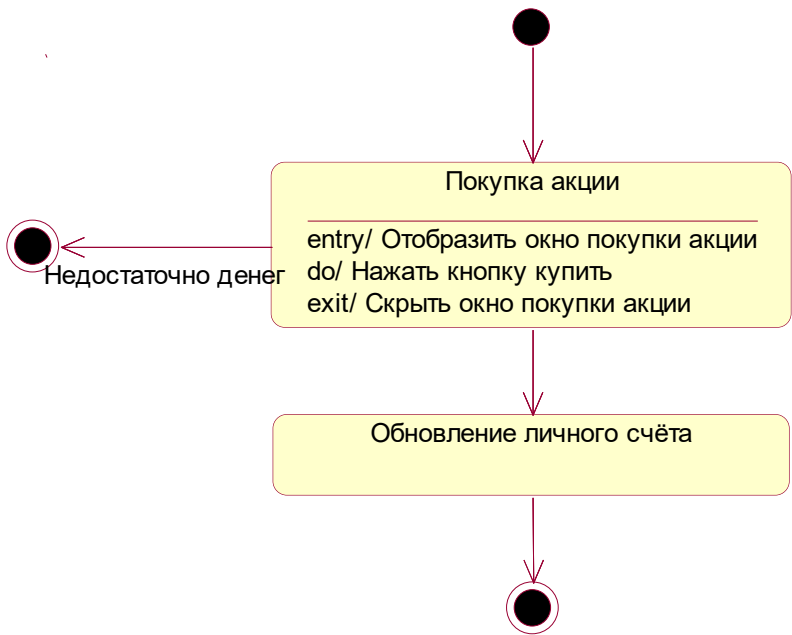 Покупка акции
entry/ Отобразить окно покупки акции
do/ Нажать кнопку купить
exit/ Скрыть окно покупки акции
Недостаточно денег
Обновление личного счёта